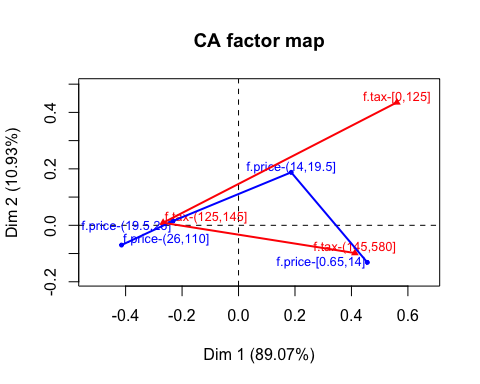 CA factor map
f.tax-[0,125]
f.price-(14,19.5]
f.tax-(125,145]
f.price-(19.5,26]
f.price-(26,110]
f.tax-(145,580]
f.price-[0.65,14]
0.4
0.2
0.0
-0.2
Dim 2 (10.93%)
-0.4
-0.2
0.0
0.2
0.4
0.6
Dim 1 (89.07%)